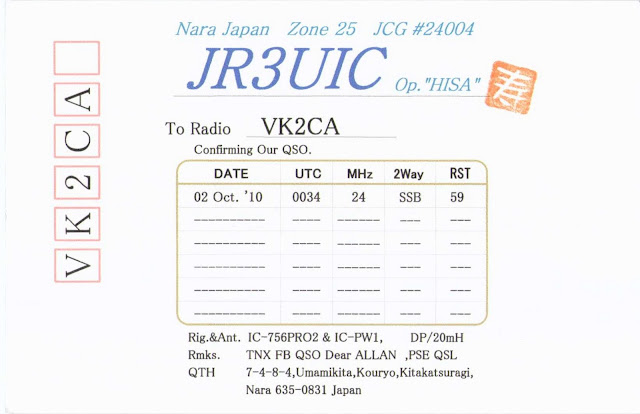 Nara Japan Zone 25 JCG #24004
JR3UIC Op."HISA"
寿
VK2CA
To Radio VK2CA
Confirming Our QSO.
DATE UTC MHz 2Way RST
02 Oct. '10 0034 24 SSB 59
---------- ---- ------ --- ---
---------- ---- ------ --- ---
---------- ---- ------ --- ---
---------- ---- ------ --- ---
---------- ---- ------ --- ---
Rig.&Ant. IC-756PRO2 & IC-PW1, DP/20mH
Rmks. TNX FB QSO Dear ALLAN ,PSE QSL
QTH 7-4-8-4,Umamikita,Kouryo,Kitakatsuragi,
Nara 635-0831 Japan